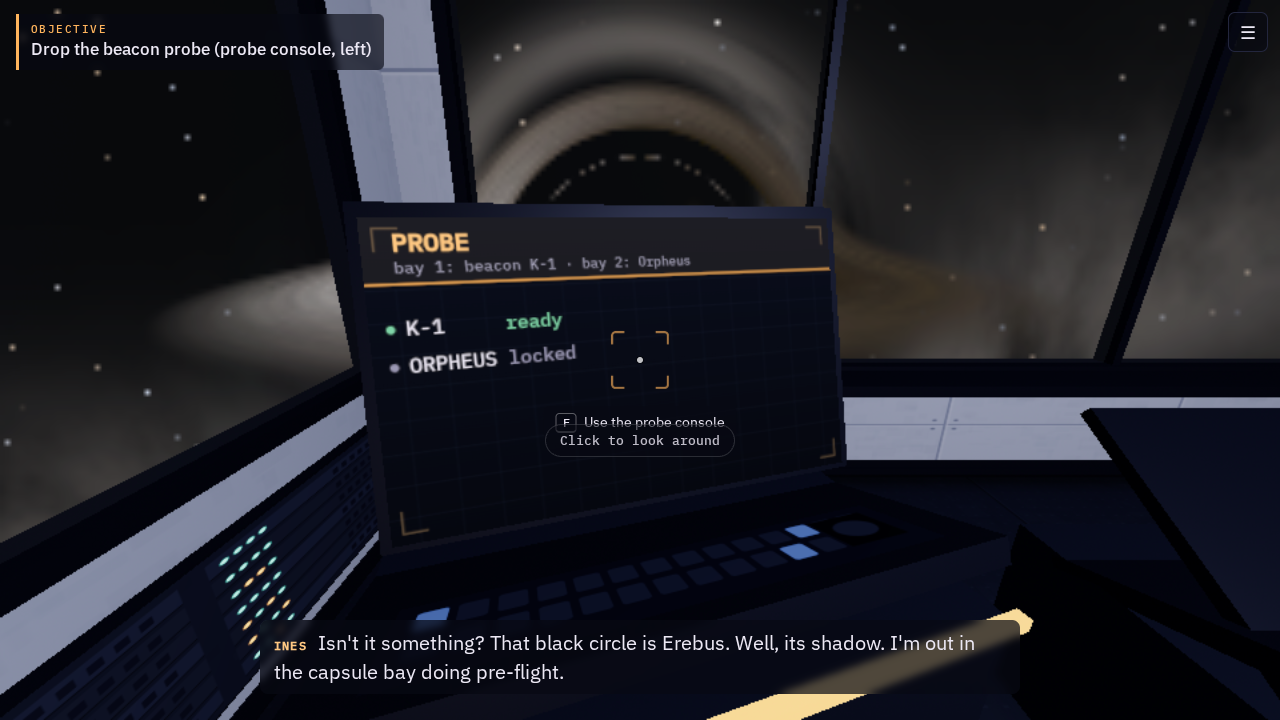 OBJECTIVE
Drop the beacon probe (probe console, left)
☰
PROBE
bay 1: beacon K-1 · bay 2: Orpheus
K-1 ready
ORPHEUS locked
F Use the probe console
Click to look around
INES Isn't it something? That black circle is Erebus. Well, its shadow. I'm out in
the capsule bay doing pre-flight.